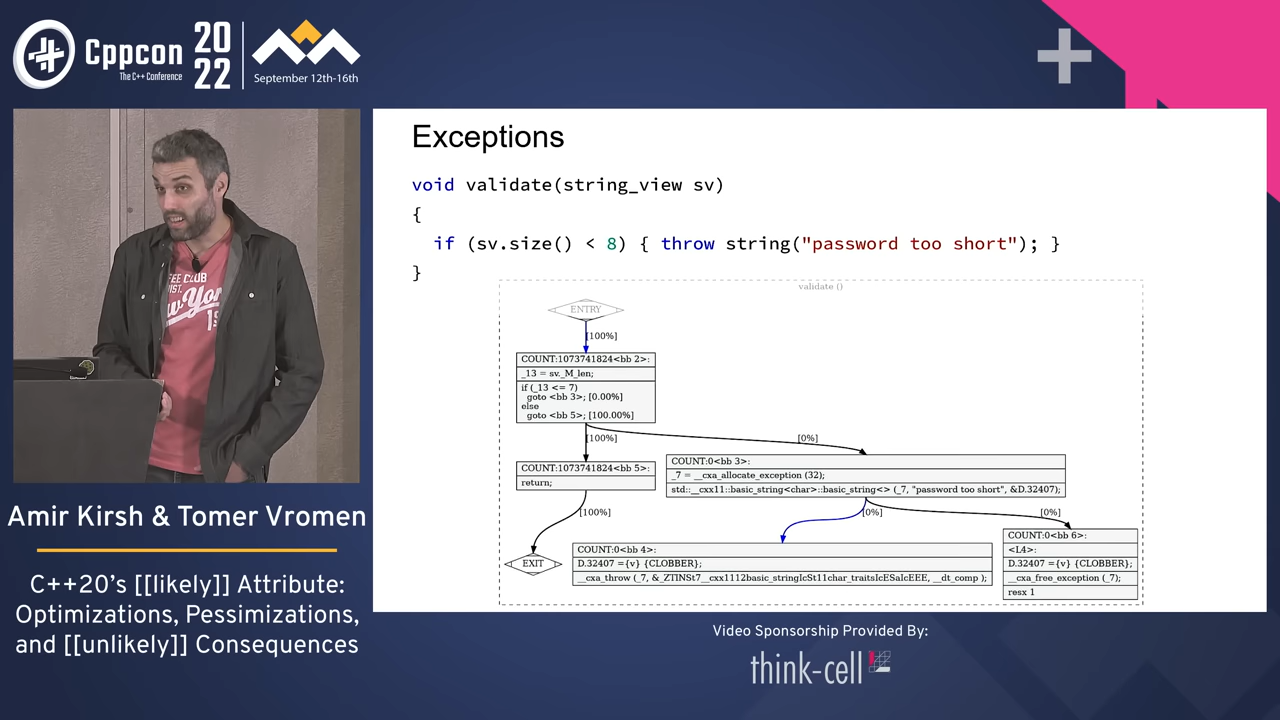 Cppcon
The C++ Conference
20
22
September 12th-16th
Exceptions
void validate(string_view sv)
{
if (sv.size() < 8) { throw string("password too short"); }
}
validate ()
ENTRY
[100%]
COUNT:1073741824<bb 2>:
_13 = sv._M_len;
if (_13 <= 7)
goto <bb 3>; [0.00%]
else
goto <bb 5>; [100.00%]
[100%]
[0%]
COUNT:1073741824<bb 5>:
return;
COUNT:0<bb 3>:
_7 = __cxa_allocate_exception (32);
std::__cxx11::basic_string<char>::basic_string<> (_7, "password too short", &D.32407);
[100%]
[0%]
[0%]
EXIT
COUNT:0<bb 4>:
D.32407 ={v} {CLOBBER};
__cxa_throw (_7, &_ZTINSt7__cxx1112basic_stringIcSt11char_traitsIcESaIcEEE, __dt_comp );
COUNT:0<bb 6>:
<L4>:
D.32407 ={v} {CLOBBER};
__cxa_free_exception (_7);
resx 1
New York
Amir Kirsh & Tomer Vromen
C++20's [[likely]] Attribute:
Optimizations, Pessimizations,
and [[unlikely]] Consequences
Video Sponsorship Provided By:
think-cell